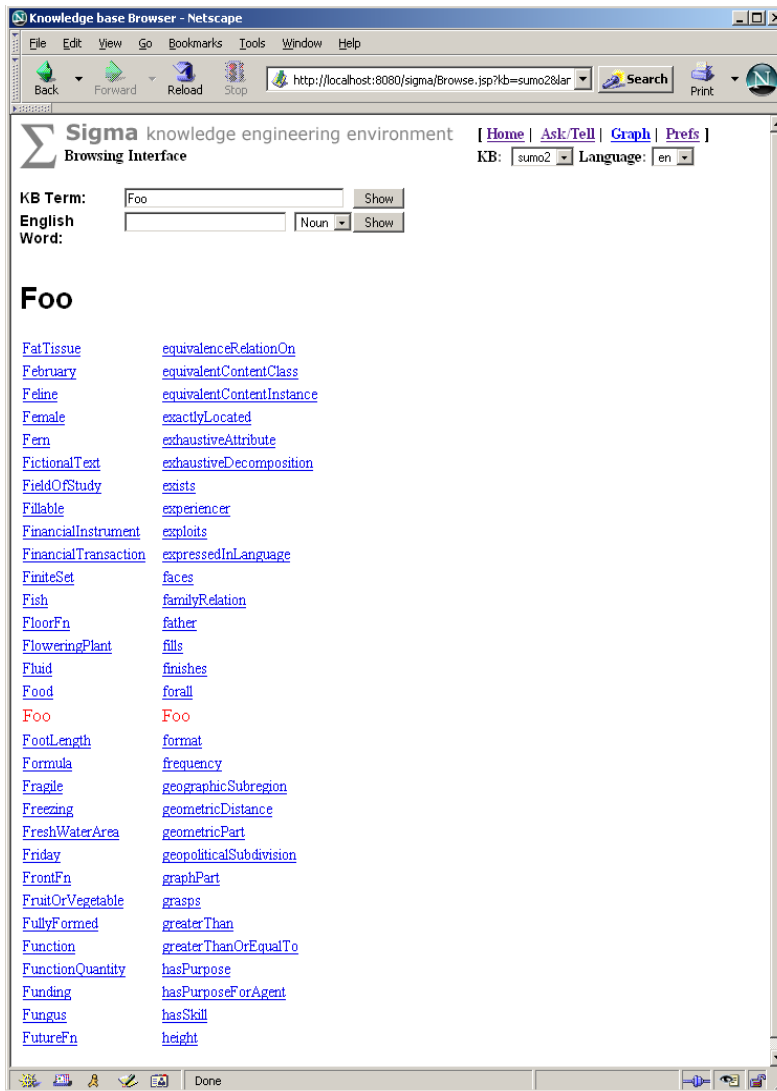 Knowledge base Browser - Netscape
File Edit View Go Bookmarks Tools Window Help
Back Forward Reload Stop http://localhost:8080/sigma/Browse.jsp?kb=sumo2&lar Search Print N
Σ Sigma knowledge engineering environment [ Home | Ask/Tell | Graph | Prefs ]
Browsing Interface KB: sumo2 Language: en
KB Term: Foo Show
English Word: Noun Show
Foo
FatTissue equivalenceRelationOn
February equivalentContentClass
Feline equivalentContentInstance
Female exactlyLocated
Fern exhaustiveAttribute
FictionalText exhaustiveDecomposition
FieldOfStudy exists
Fillable experiencer
FinancialInstrument exploits
FinancialTransaction expressedInLanguage
FiniteSet faces
Fish familyRelation
FloorFn father
FloweringPlant fills
Fluid finishes
Food forall
Foo Foo
FootLength format
Formula frequency
Fragile geographicSubregion
Freezing geometricDistance
FreshWaterArea geometricPart
Friday geopoliticalSubdivision
FrontFn graphPart
FruitOrVegetable grasps
FullyFormed greaterThan
Function greaterThanOrEqualTo
FunctionQuantity hasPurpose
Funding hasPurposeForAgent
Fungus hasSkill
FutureFn height
Done